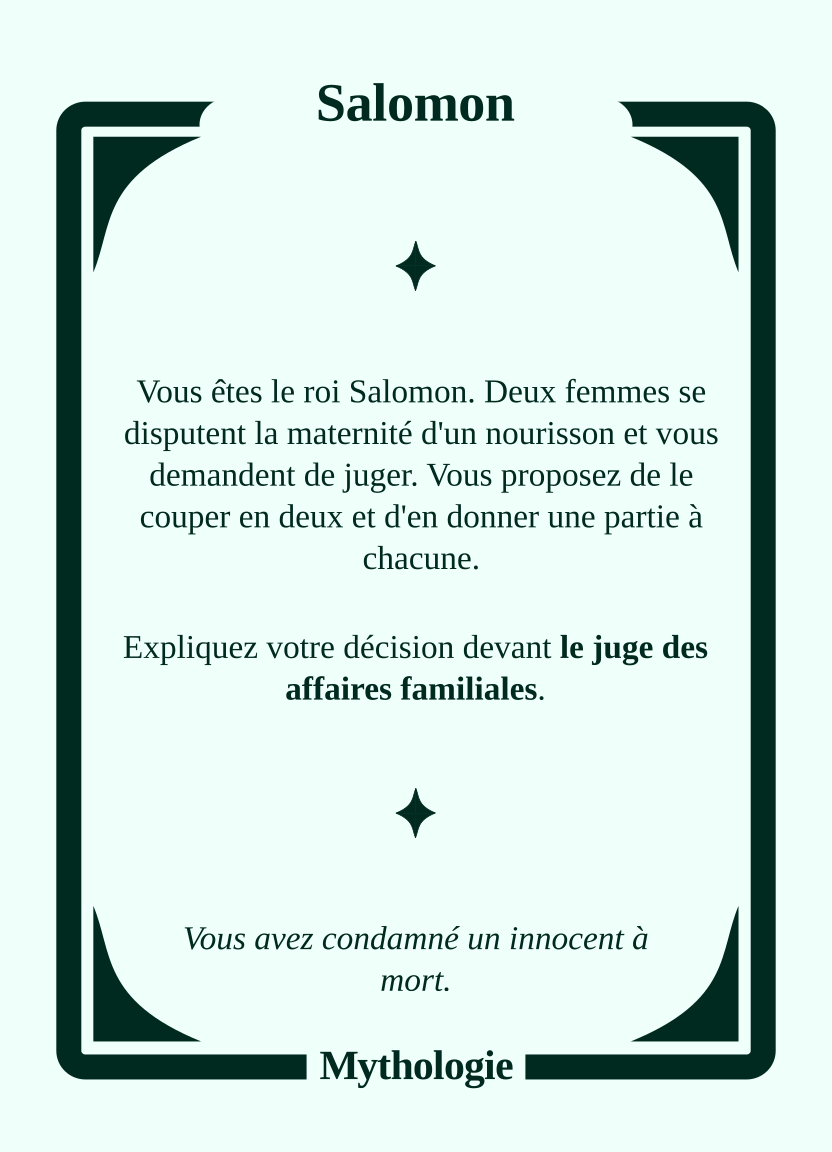 Salomon
Vous êtes le roi Salomon. Deux femmes se
disputent la maternité d'un nourisson et vous
demandent de juger. Vous proposez de le
couper en deux et d'en donner une partie à
chacune.
Expliquez votre décision devant le juge des
affaires familiales.
Vous avez condamné un innocent à
mort.
Mythologie